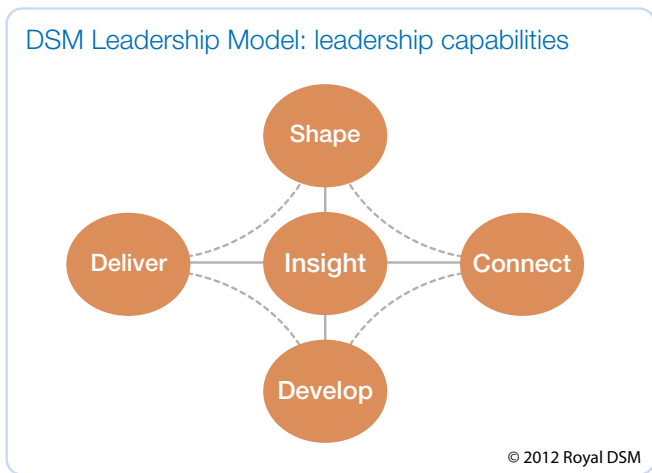 DSM Leadership Model: leadership capabilities
Shape
Deliver
Insight
Connect
Develop
© 2012 Royal DSM